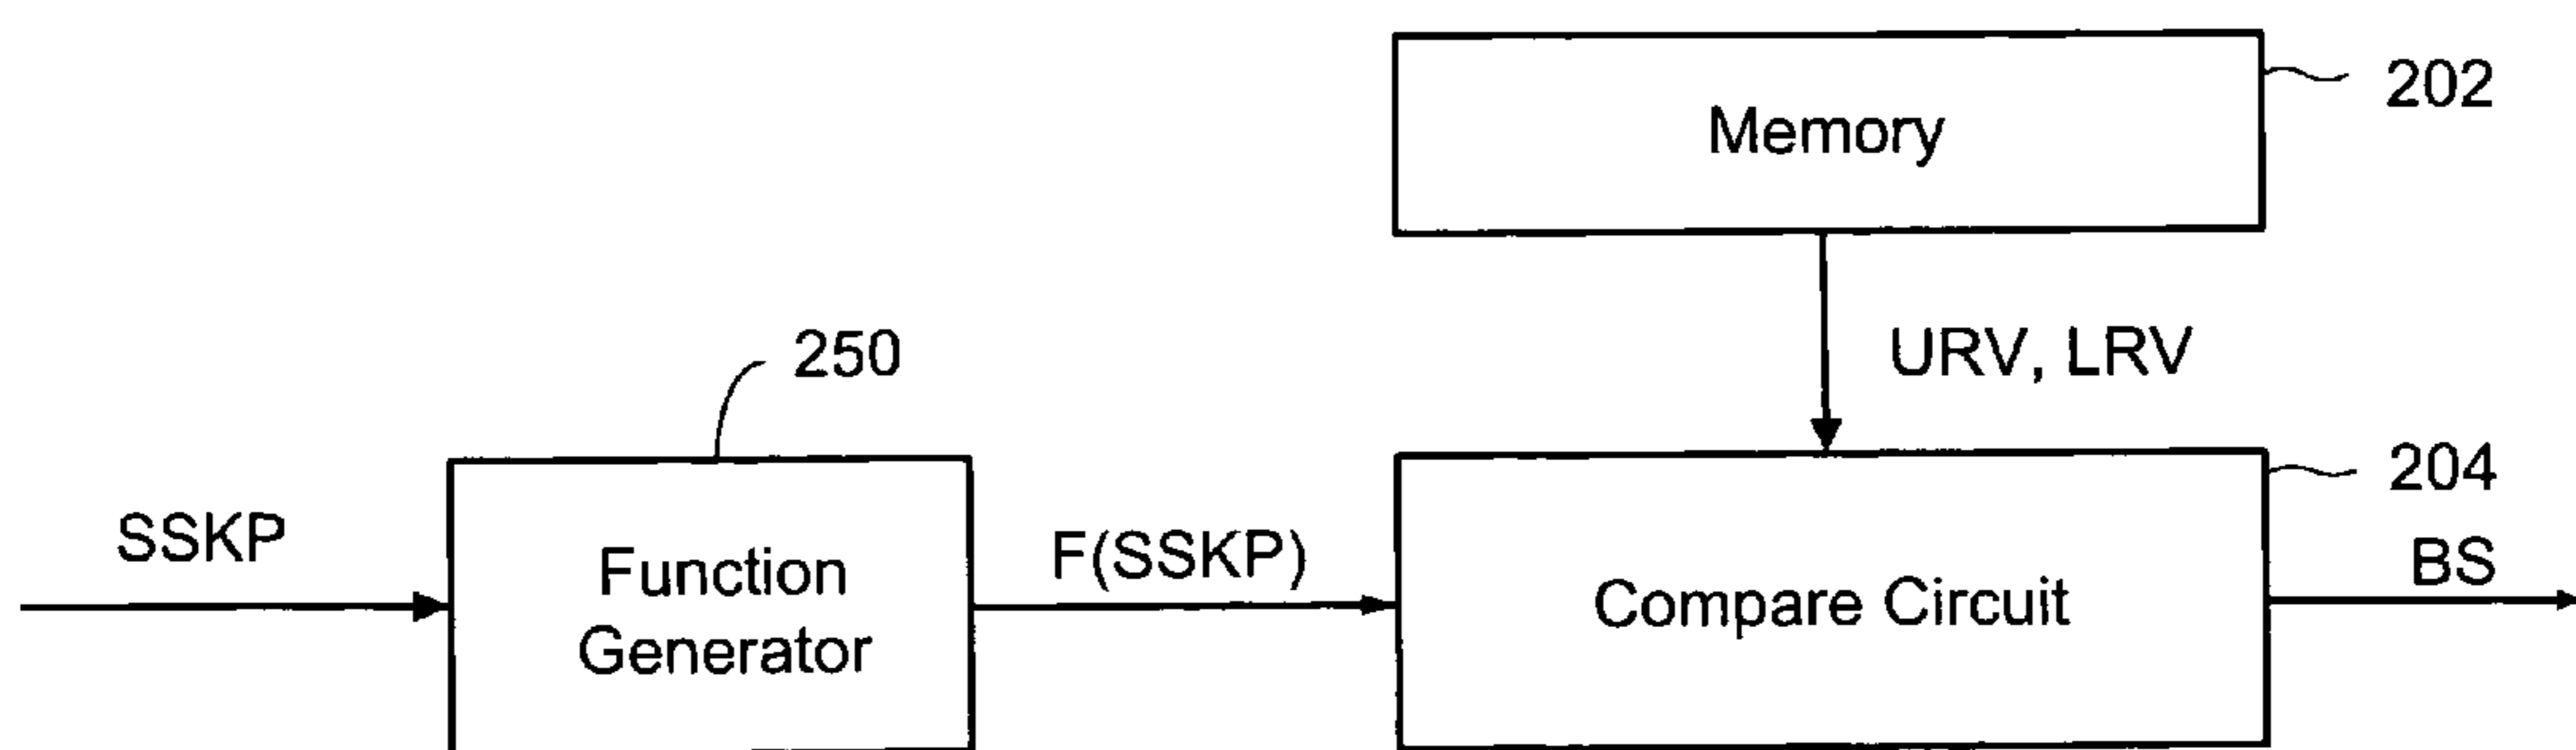 Memory
202
250
URV, LRV
204
SSKP
Function
Generator
F(SSKP)
Compare Circuit
BS